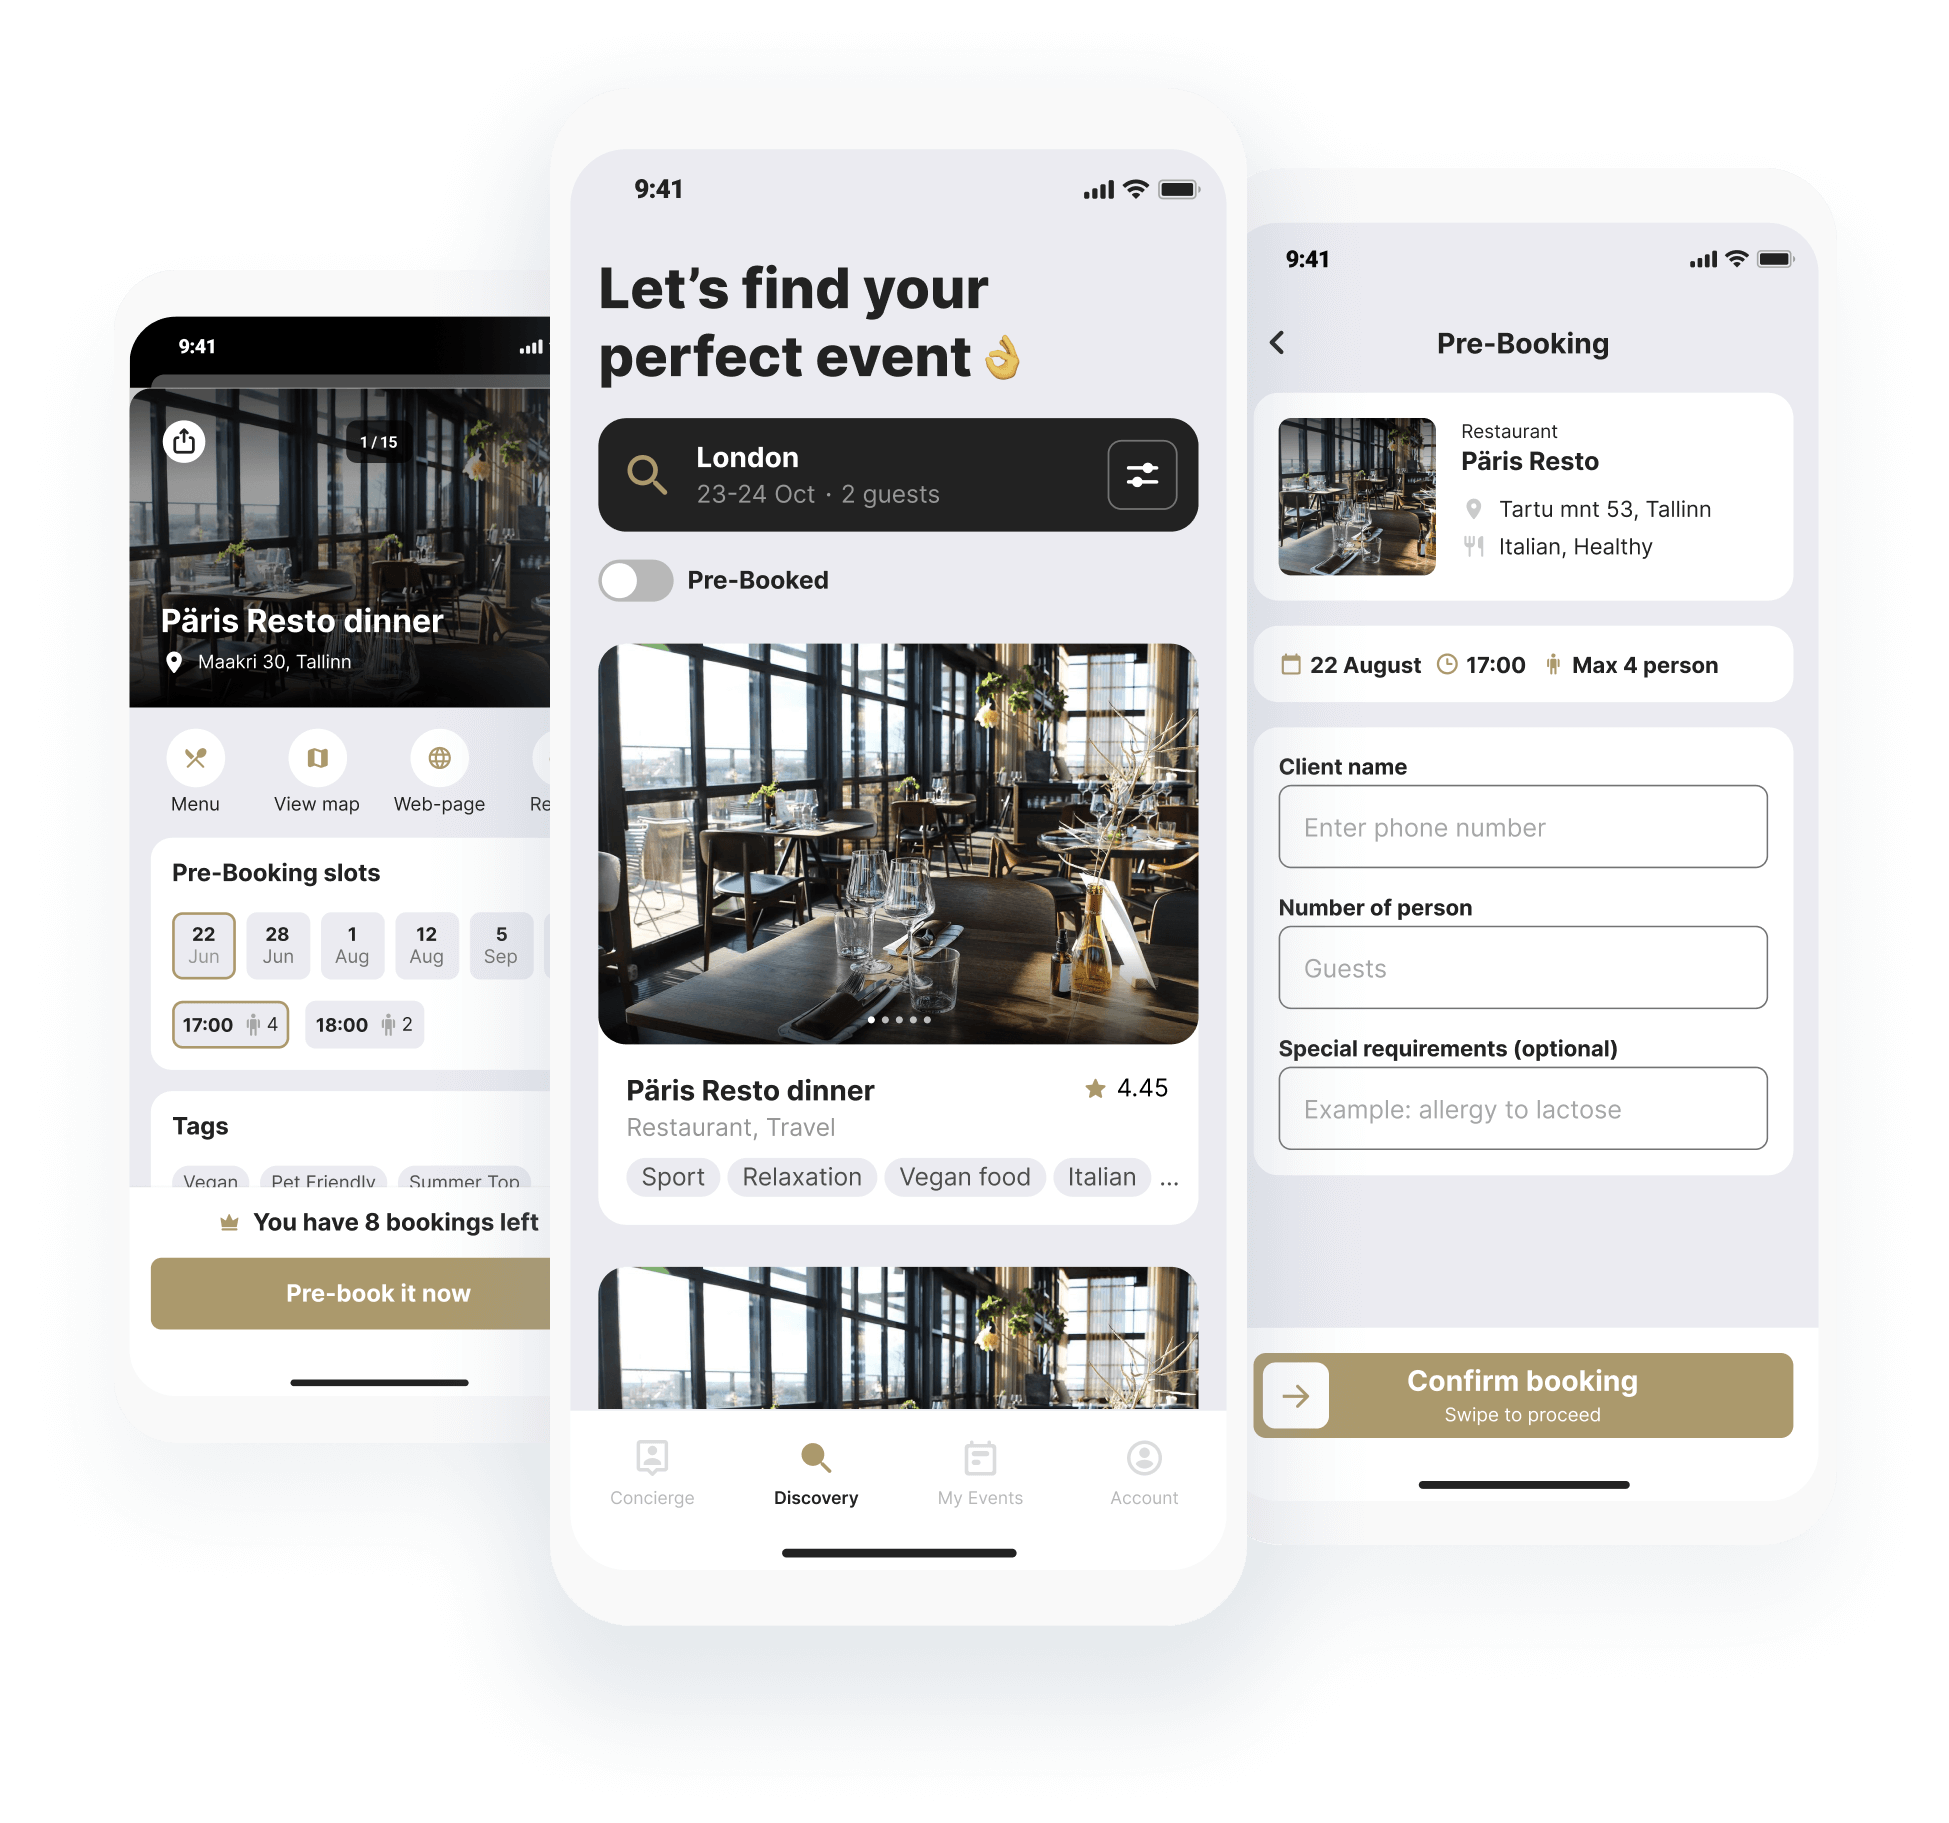 9:41
1 / 15
Päris Resto dinner
Maakri 30, Tallinn
Menu
View map
Web-page
Re
Pre-Booking slots
22
Jun
28
Jun
1
Aug
12
Aug
5
Sep
17:00 4
18:00 2
Tags
Vegan
Pet Friendly
Summer Top
You have 8 bookings left
Pre-book it now
9:41
Let's find your
perfect event 👌
London
23-24 Oct · 2 guests
Pre-Booked
Päris Resto dinner
4.45
Restaurant, Travel
Sport
Relaxation
Vegan food
Italian
...
Concierge
Discovery
My Events
Account
9:41
Pre-Booking
Restaurant
Päris Resto
Tartu mnt 53, Tallinn
Italian, Healthy
22 August
17:00
Max 4 person
Client name
Enter phone number
Number of person
Guests
Special requirements (optional)
Example: allergy to lactose
Confirm booking
Swipe to proceed